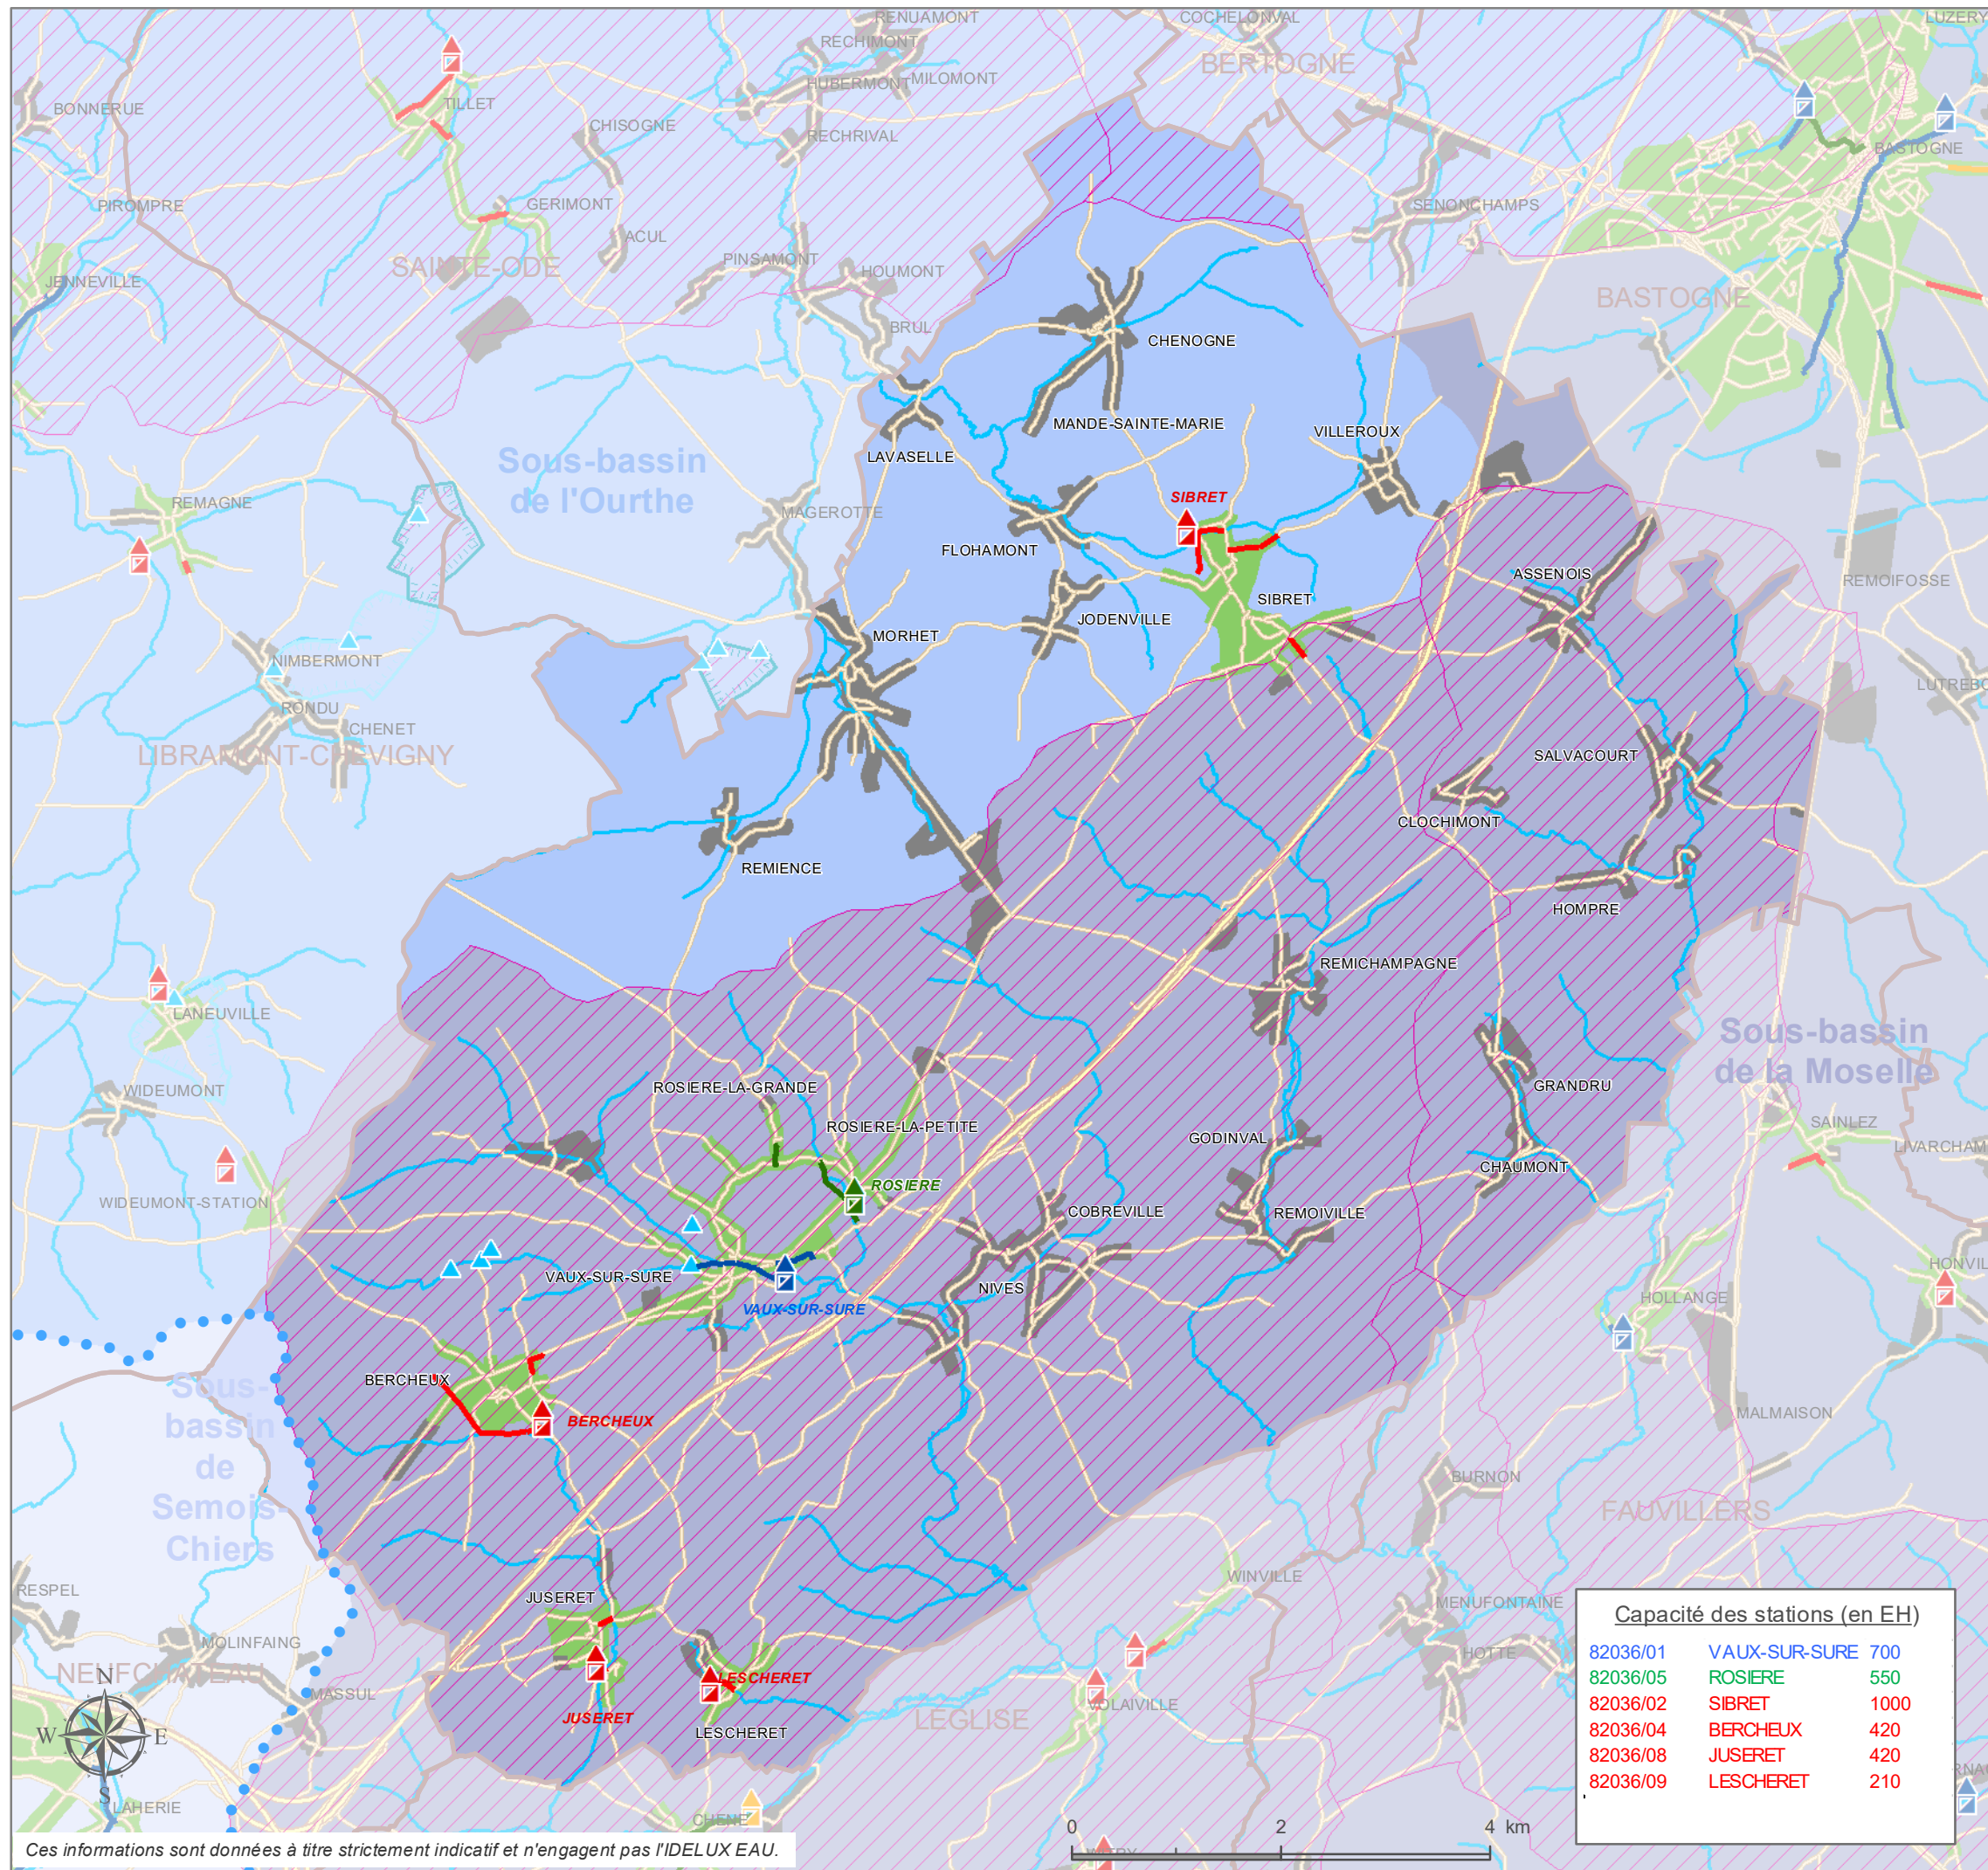 RENUAMONT
COCHELONVAL
LUZERY
RECHIMONT
BERTOGNE
HUBERMONT
MILOMONT
TILLET
BONNERUE
CHISOGNE
RECHRIVAL
BASTOGNE
PIROMPRE
GERIMONT
SENONCHAMPS
ACUL
SAINTE-ODE
PINSAMONT
HOUMONT
JENNEVILLE
BASTOGNE
BRUL
CHENOGNE
MANDE-SAINTE-MARIE
VILLEROUX
LAVASELLE
Sous-bassin
de l'Ourthe
SIBRET
REMAGNE
MAGEROTTE
FLOHAMONT
ASSENOIS
REMOIFOSSE
SIBRET
JODENVILLE
MORHET
NIMBERMONT
LUTREBO
RONDU
CHENET
LIBRAMONT-CHEVIGNY
SALVACOURT
CLOCHIMONT
REMIENCE
HOMPRE
REMICHAMPAGNE
LANEUVILLE
Sous-bassin
de la Moselle
WIDEUMONT
ROSIERE-LA-GRANDE
GRANDRU
ROSIERE-LA-PETITE
SAINLEZ
GODINVAL
LIVARCHAM
CHAUMONT
ROSIERE
WIDEUMONT-STATION
COBREVILLE
REMOIVILLE
HONVIL
VAUX-SUR-SURE
NIVES
HOLLANGE
VAUX-SUR-SURE
BERCHEUX
Sous-
bassin
de
Semois-
Chiers
BERCHEUX
MALMAISON
BURNON
FAUVILLERS
RESPEL
WINVILLE
JUSERET
MENUFONTAINE
MOLINFAING
HOTTE
NEUFCHATEAU
LESCHERET
MASSUL
VOLAIVILLE
JUSERET
LEGLISE
LESCHERET
N
W
E
S
LAHERIE
CHENE
WITRY
RNA
Capacité des stations (en EH)
82036/01 VAUX-SUR-SURE 700
82036/05 ROSIERE 550
82036/02 SIBRET 1000
82036/04 BERCHEUX 420
82036/08 JUSERET 420
82036/09 LESCHERET 210
0 2 4 km
Ces informations sont données à titre strictement indicatif et n'engagent pas l'IDELUX EAU.